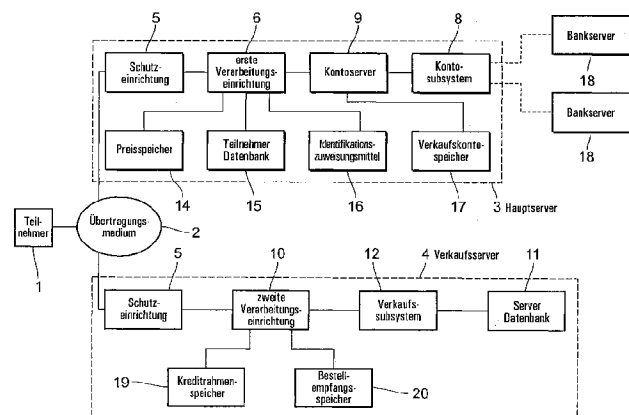 5
6
9
8
Schutz-
einrichtung
erste
Verarbeitungs-
einrichtung
Kontoserver
Konto-
subsystem
Bankserver
18
Bankserver
18
Preisspeicher
Teilnehmer
Datenbank
Identifikations-
zuweisungsmittel
Verkaufskonto-
speicher
14
15
16
17
3 Hauptserver
Teil-
nehmer
1
Übertragungs-
medium
2
4 Verkaufsserver
5
10
12
11
Schutz-
einrichtung
zweite
Verarbeitungs-
einrichtung
Verkaufs-
subsystem
Server
Datenbank
19
Kreditrahmen-
speicher
Bestell-
empfangs-
speicher
20